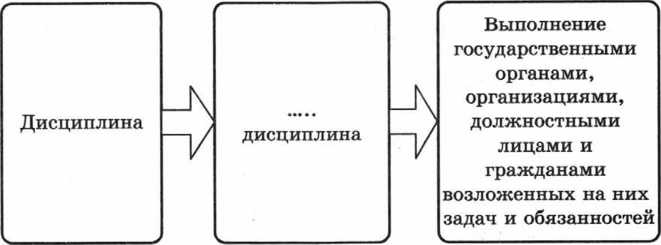 Дисциплина
.....
дисциплина
Выполнение
государственными
органами,
организациями,
должностными
лицами и
гражданами
возложенных на них
задач и обязанностей